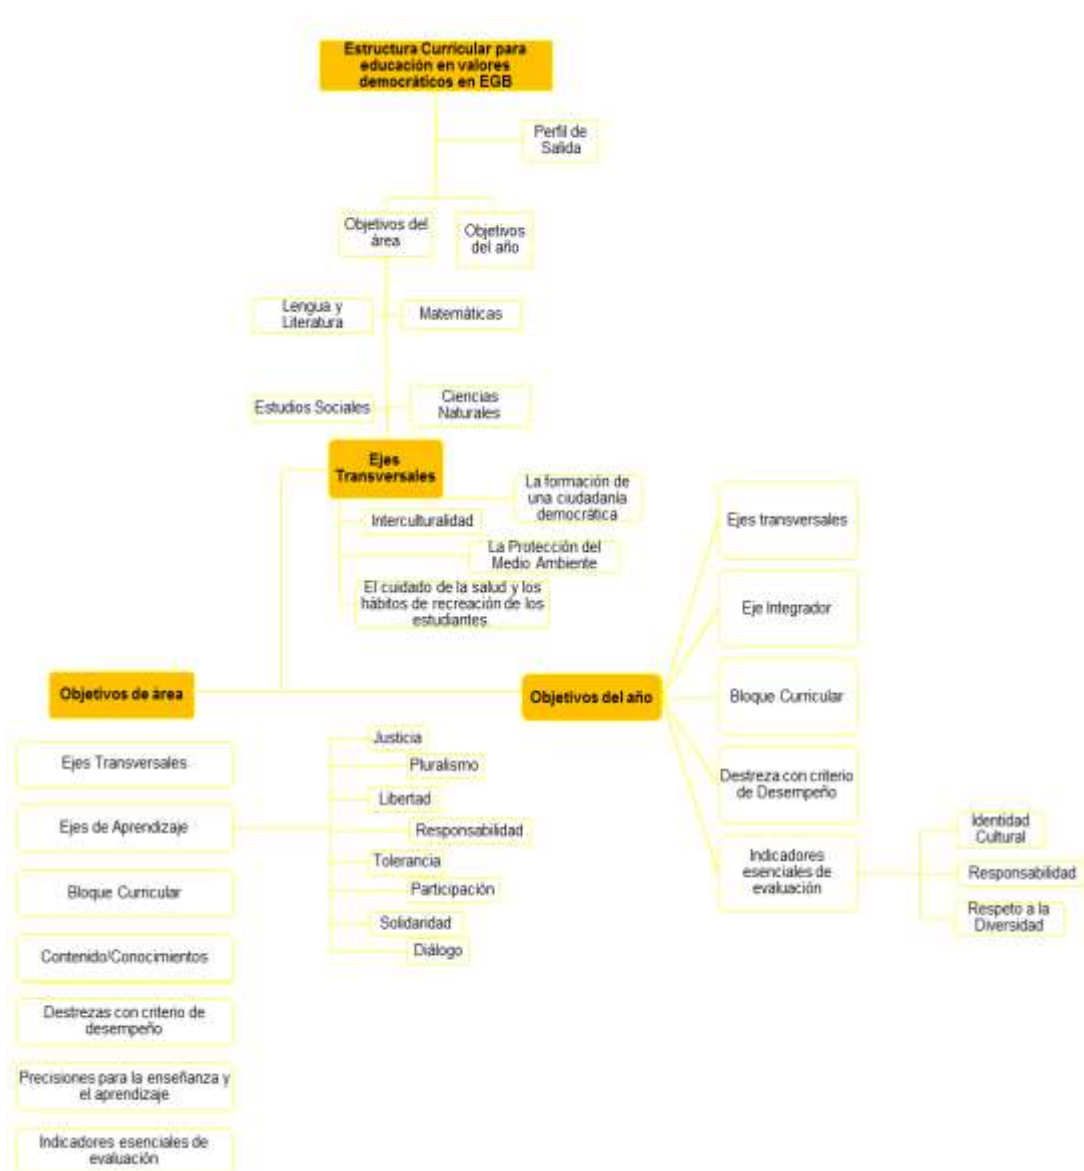 Estructura Curricular para
educación en valores
democráticos en EGB
Perfil de
Salida
Objetivos del
área
Objetivos
del año
Lengua y
Literatura
Matemáticas
Estudios Sociales
Ciencias
Naturales
Ejes
Transversales
La formación de
una ciudadanía
democrática
Interculturalidad
La Protección del
Medio Ambiente
El cuidado de la salud y los
hábitos de recreación de los
estudiantes
Objetivos de área
Ejes Transversales
Ejes de Aprendizaje
Bloque Curricular
Contenido/Conocimientos
Destrezas con criterio de
desempeño
Precisiones para la enseñanza y
el aprendizaje
Indicadores esenciales de
evaluación
Justicia
Pluralismo
Libertad
Responsabilidad
Tolerancia
Participación
Solidaridad
Diálogo
Objetivos del año
Ejes transversales
Eje Integrador
Bloque Curricular
Destreza con criterio
de Desempeño
Indicadores
esenciales de
evaluación
Identidad
Cultural
Responsabilidad
Respeto a la
Diversidad